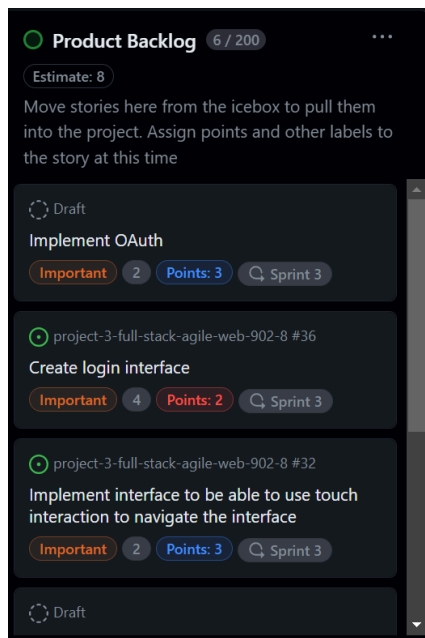 Product Backlog 6 / 200
Estimate: 8
Move stories here from the icebox to pull them
into the project. Assign points and other labels to
the story at this time
Draft
Implement OAuth
Important 2 Points: 3 Sprint 3
project-3-full-stack-agile-web-902-8 #36
Create login interface
Important 4 Points: 2 Sprint 3
project-3-full-stack-agile-web-902-8 #32
Implement interface to be able to use touch
interaction to navigate the interface
Important 2 Points: 3 Sprint 3
Draft